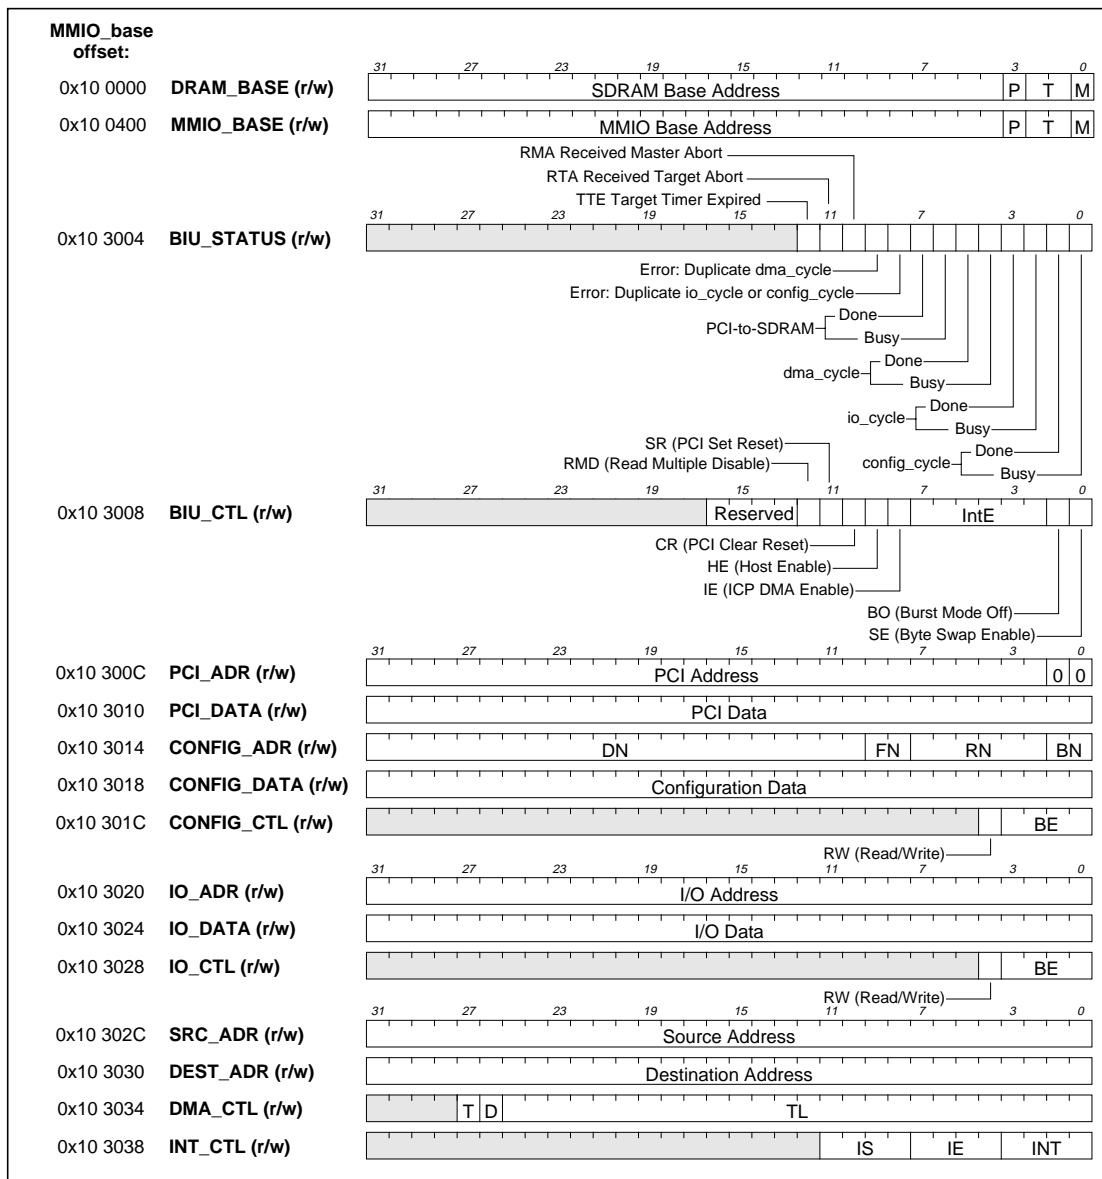 MMIO_base
offset:
31 27 23 19 15 11 7 3 0
0x10 0000 DRAM_BASE (r/w) SDRAM Base Address P T M
0x10 0400 MMIO_BASE (r/w) MMIO Base Address P T M
RMA Received Master Abort
RTA Received Target Abort
TTE Target Timer Expired
31 27 23 19 15 11 7 3 0
0x10 3004 BIU_STATUS (r/w)
Error: Duplicate dma_cycle
Error: Duplicate io_cycle or config_cycle
Done
PCI-to-SDRAM
Busy
Done
dma_cycle
Busy
Done
io_cycle
Busy
SR (PCI Set Reset)
Done
config_cycle
RMD (Read Multiple Disable)
Busy
31 27 23 19 15 11 7 3 0
0x10 3008 BIU_CTL (r/w) Reserved IntE
CR (PCI Clear Reset)
HE (Host Enable)
IE (ICP DMA Enable)
BO (Burst Mode Off)
SE (Byte Swap Enable)
31 27 23 19 15 11 7 3 0
0x10 300C PCI_ADR (r/w) PCI Address 0 0
0x10 3010 PCI_DATA (r/w) PCI Data
0x10 3014 CONFIG_ADR (r/w) DN FN RN BN
0x10 3018 CONFIG_DATA (r/w) Configuration Data
0x10 301C CONFIG_CTL (r/w) BE
RW (Read/Write)
31 27 23 19 15 11 7 3 0
0x10 3020 IO_ADR (r/w) I/O Address
0x10 3024 IO_DATA (r/w) I/O Data
0x10 3028 IO_CTL (r/w) BE
RW (Read/Write)
31 27 23 19 15 11 7 3 0
0x10 302C SRC_ADR (r/w) Source Address
0x10 3030 DEST_ADR (r/w) Destination Address
0x10 3034 DMA_CTL (r/w) T D TL
0x10 3038 INT_CTL (r/w) IS IE INT